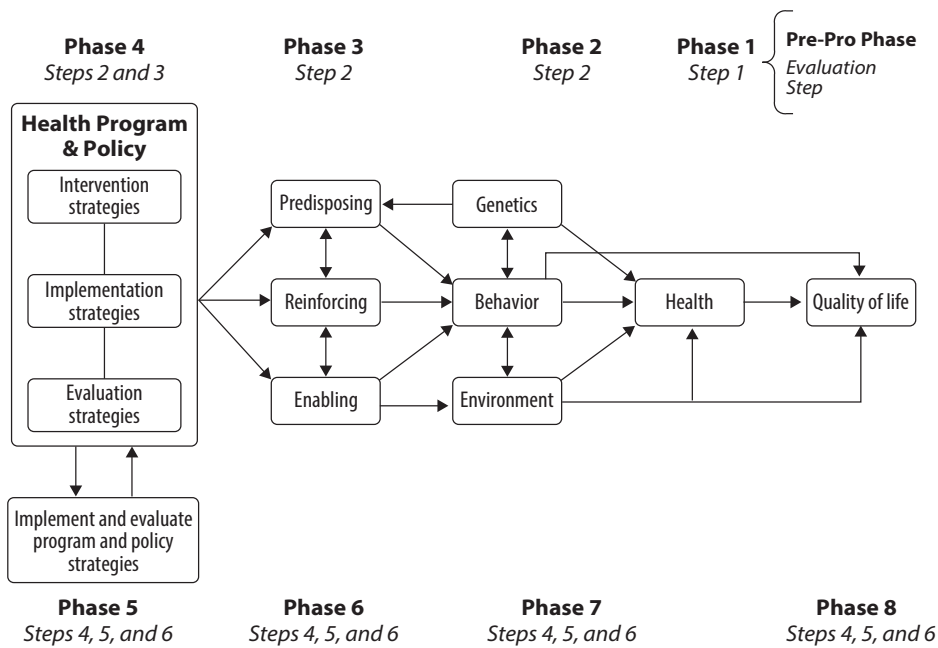 Phase 4
Steps 2 and 3
Phase 3
Step 2
Phase 2
Step 2
Phase 1
Step 1
Pre-Pro Phase
Evaluation
Step
Health Program
& Policy
Intervention
strategies
Implementation
strategies
Evaluation
strategies
Predisposing
Genetics
Reinforcing
Behavior
Health
Quality of life
Enabling
Environment
Implement and evaluate
program and policy
strategies
Phase 5
Steps 4, 5, and 6
Phase 6
Steps 4, 5, and 6
Phase 7
Steps 4, 5, and 6
Phase 8
Steps 4, 5, and 6